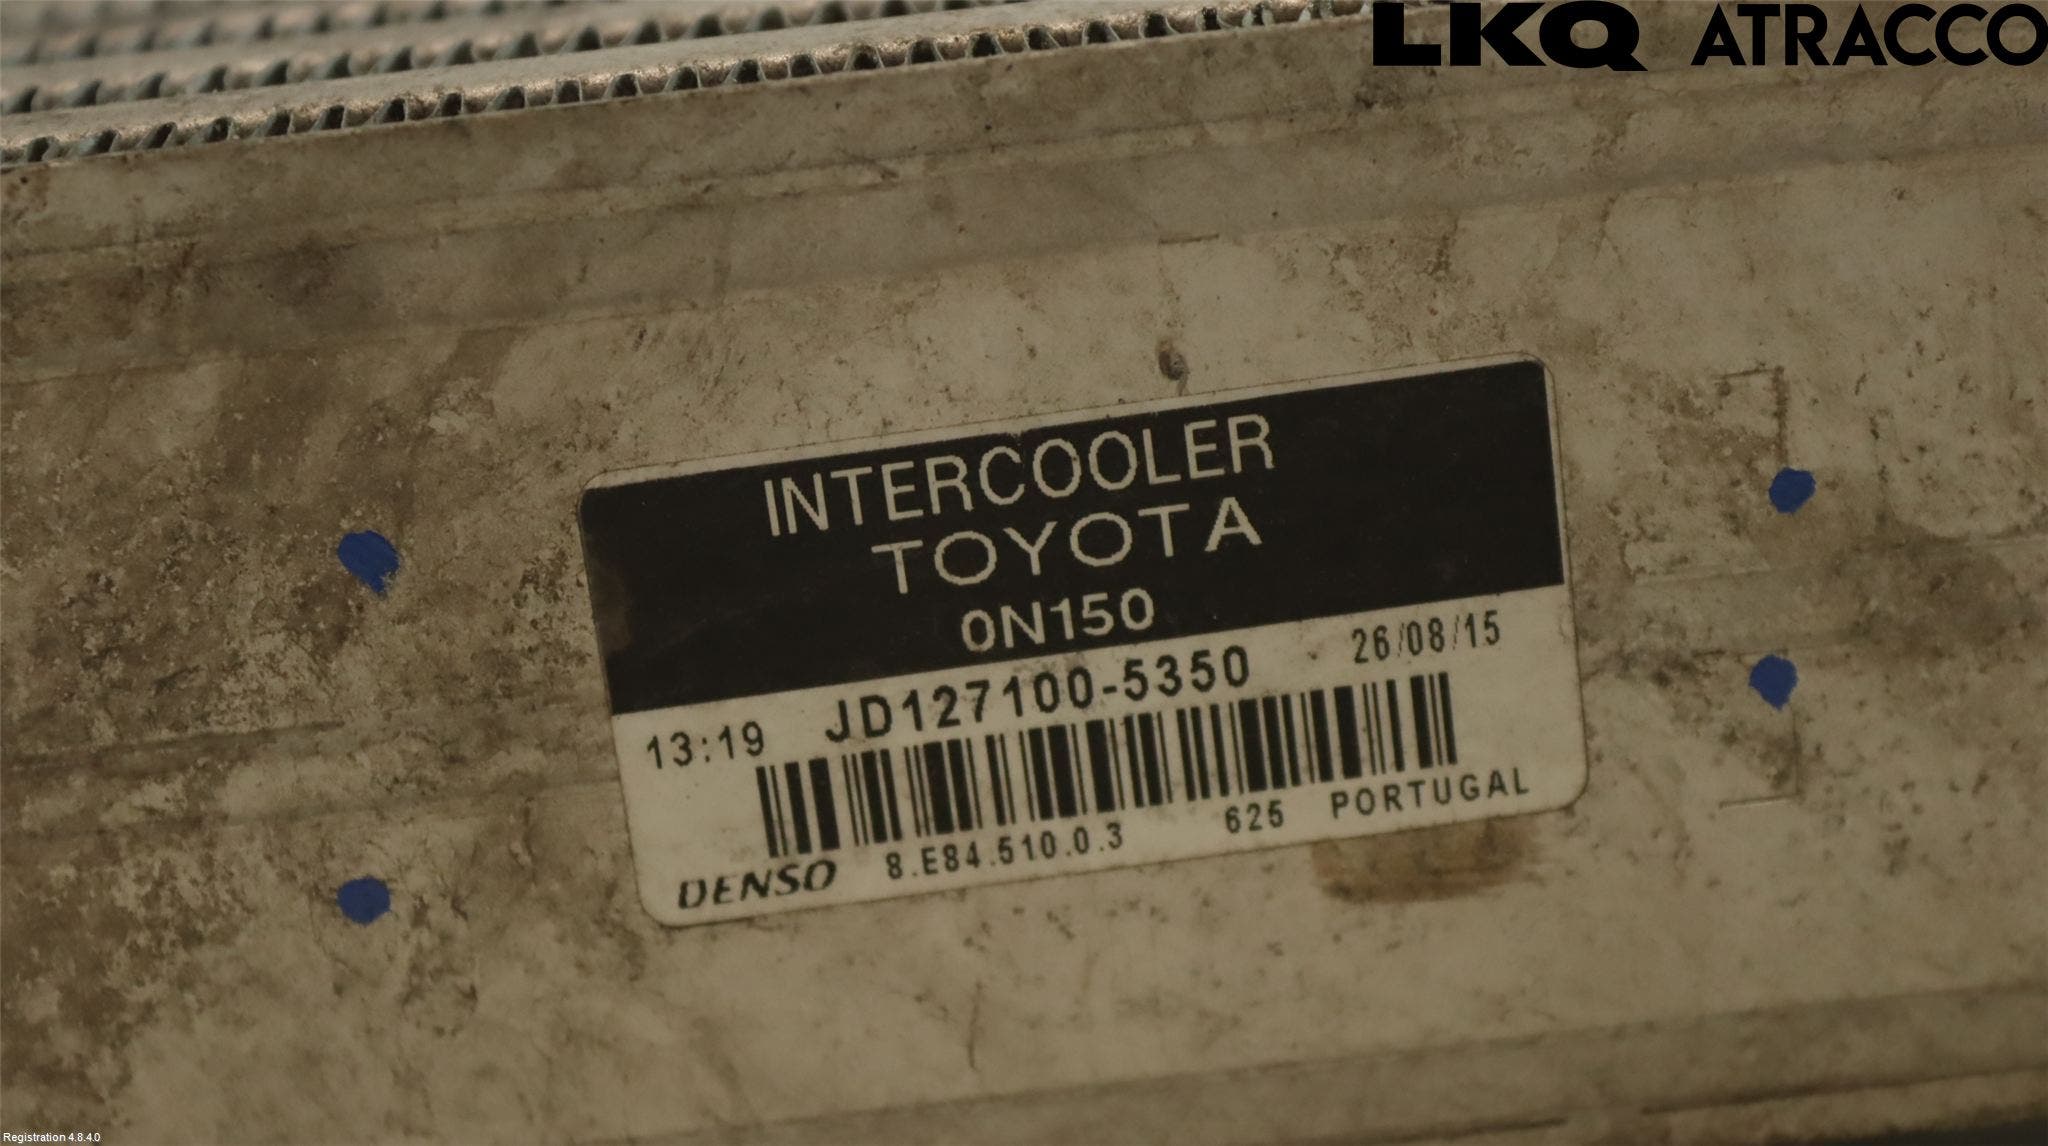 LKQ ATRACCO
INTERCOOLER
TOYOTA
0N150
13:19 JD127100-5350 26/08/15
DENSO 8.E84.510.0.3 625 PORTUGAL
Registration 4.8.4.0